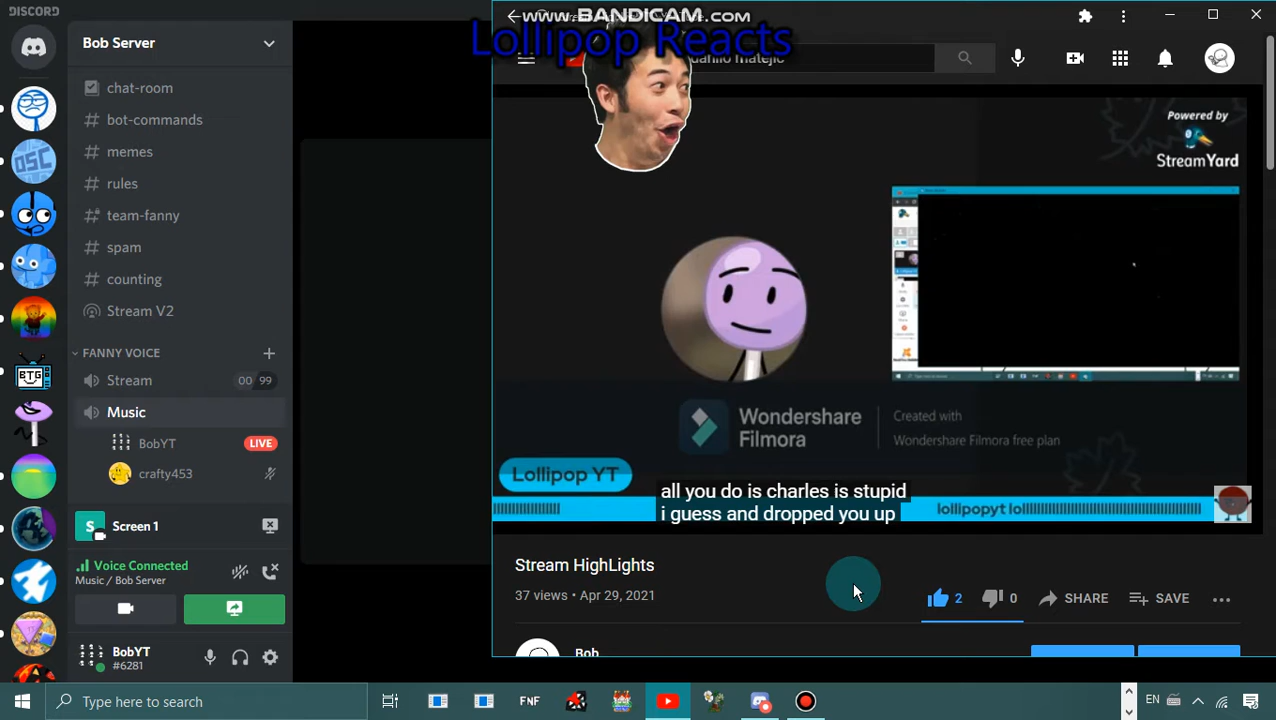 DISCORD
www.BANDICAM.com
Lollipop Reacts
Bob Server
danilo matejic
chat-room
# bot-commands
# memes
# rules
# team-fanny
# spam
# counting
Stream V2
FANNY VOICE
Stream
00 99
Music
BobYT
LIVE
crafty453
Screen 1
Voice Connected
Music / Bob Server
BobYT
#6281
OSC
BTG
Powered by
StreamYard
Wondershare
Filmora
Created with
Wondershare Filmora free plan
Lollipop YT
all you do is charles is stupid
i guess and dropped you up
Stream HighLights
37 views • Apr 29, 2021
2
0
SHARE
SAVE
Bob
Type here to search
FNF
EN